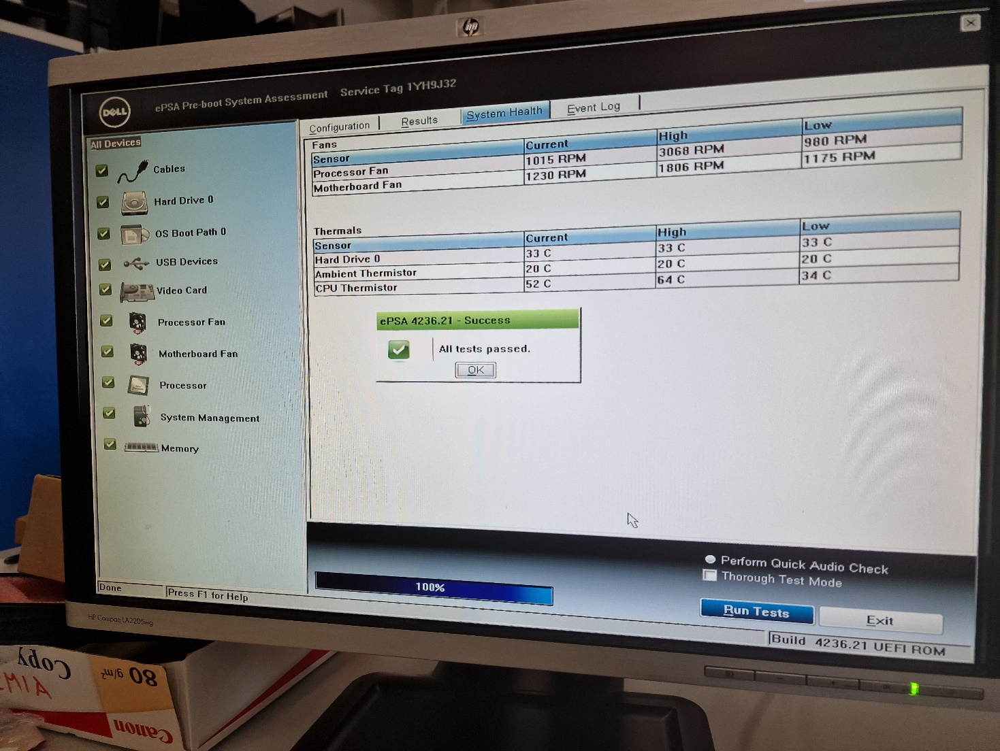 hp
DELL
ePSA Pre-boot System Assessment Service Tag 1YH9J32
Configuration Results System Health Event Log
All Devices
Cables
Hard Drive 0
OS Boot Path 0
USB Devices
Video Card
Processor Fan
Motherboard Fan
Processor
System Management
Memory
Fans
Sensor Current High Low
Processor Fan 1015 RPM 3068 RPM 980 RPM
Motherboard Fan 1230 RPM 1806 RPM 1175 RPM
Thermals
Sensor Current High Low
Hard Drive 0 33 C 33 C 33 C
Ambient Thermistor 20 C 20 C 20 C
CPU Thermistor 52 C 64 C 34 C
ePSA 4236.21 - Success
All tests passed.
OK
Perform Quick Audio Check
Thorough Test Mode
100%
Run Tests Exit
Done Press F1 for Help
Build 4236.21 UEFI ROM
HP Compaq LA2205wg
Copy
80 g/m²
Canon